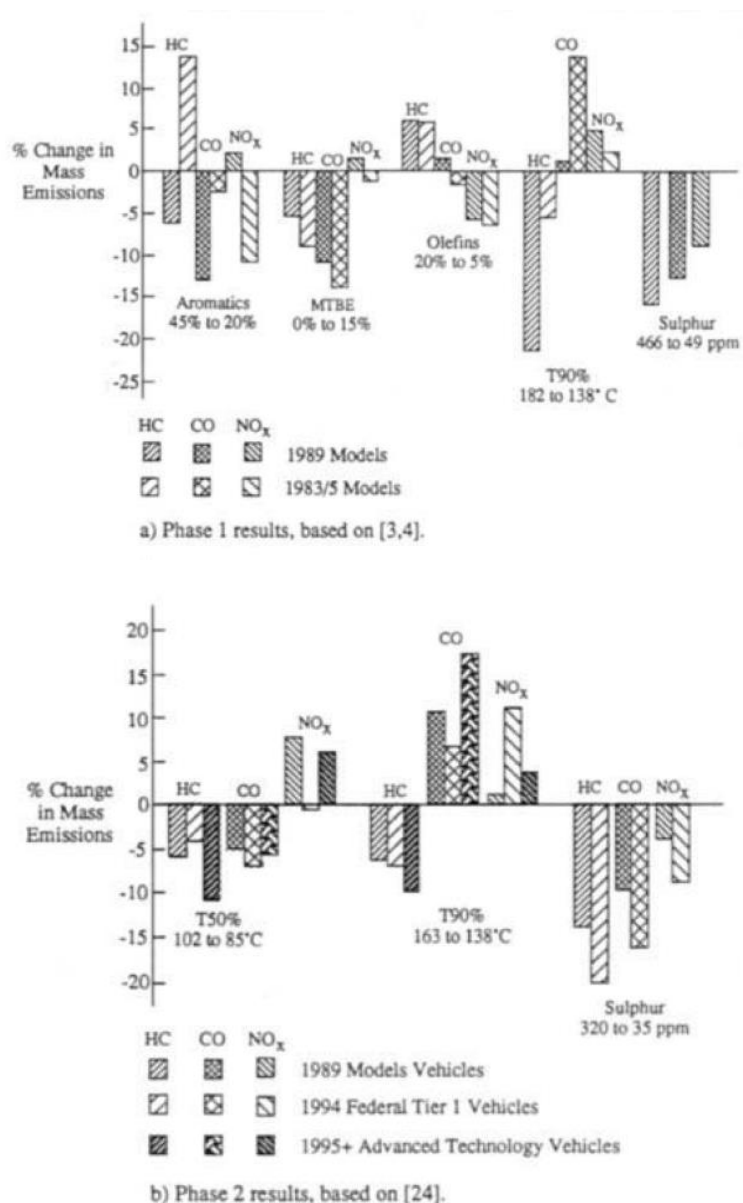 15
10
5
0
-5
-10
-15
-20
-25
% Change in
Mass
Emissions
HC
CO
NOx
Aromatics
45% to 20%
HC
CO
NOx
MTBE
0% to 15%
HC
CO
NOx
Olefins
20% to 5%
HC
CO
NOx
T90%
182 to 138° C
Sulphur
466 to 49 ppm
HC CO NOx
1989 Models
1983/5 Models
a) Phase 1 results, based on [3,4].
20
15
10
5
0
-5
-10
-15
-20
% Change
in Mass
Emissions
HC
CO
NOx
T50%
102 to 85°C
HC
CO
NOx
T90%
163 to 138°C
HC
CO
NOx
Sulphur
320 to 35 ppm
HC CO NOx
1989 Models Vehicles
1994 Federal Tier 1 Vehicles
1995+ Advanced Technology Vehicles
b) Phase 2 results, based on [24].